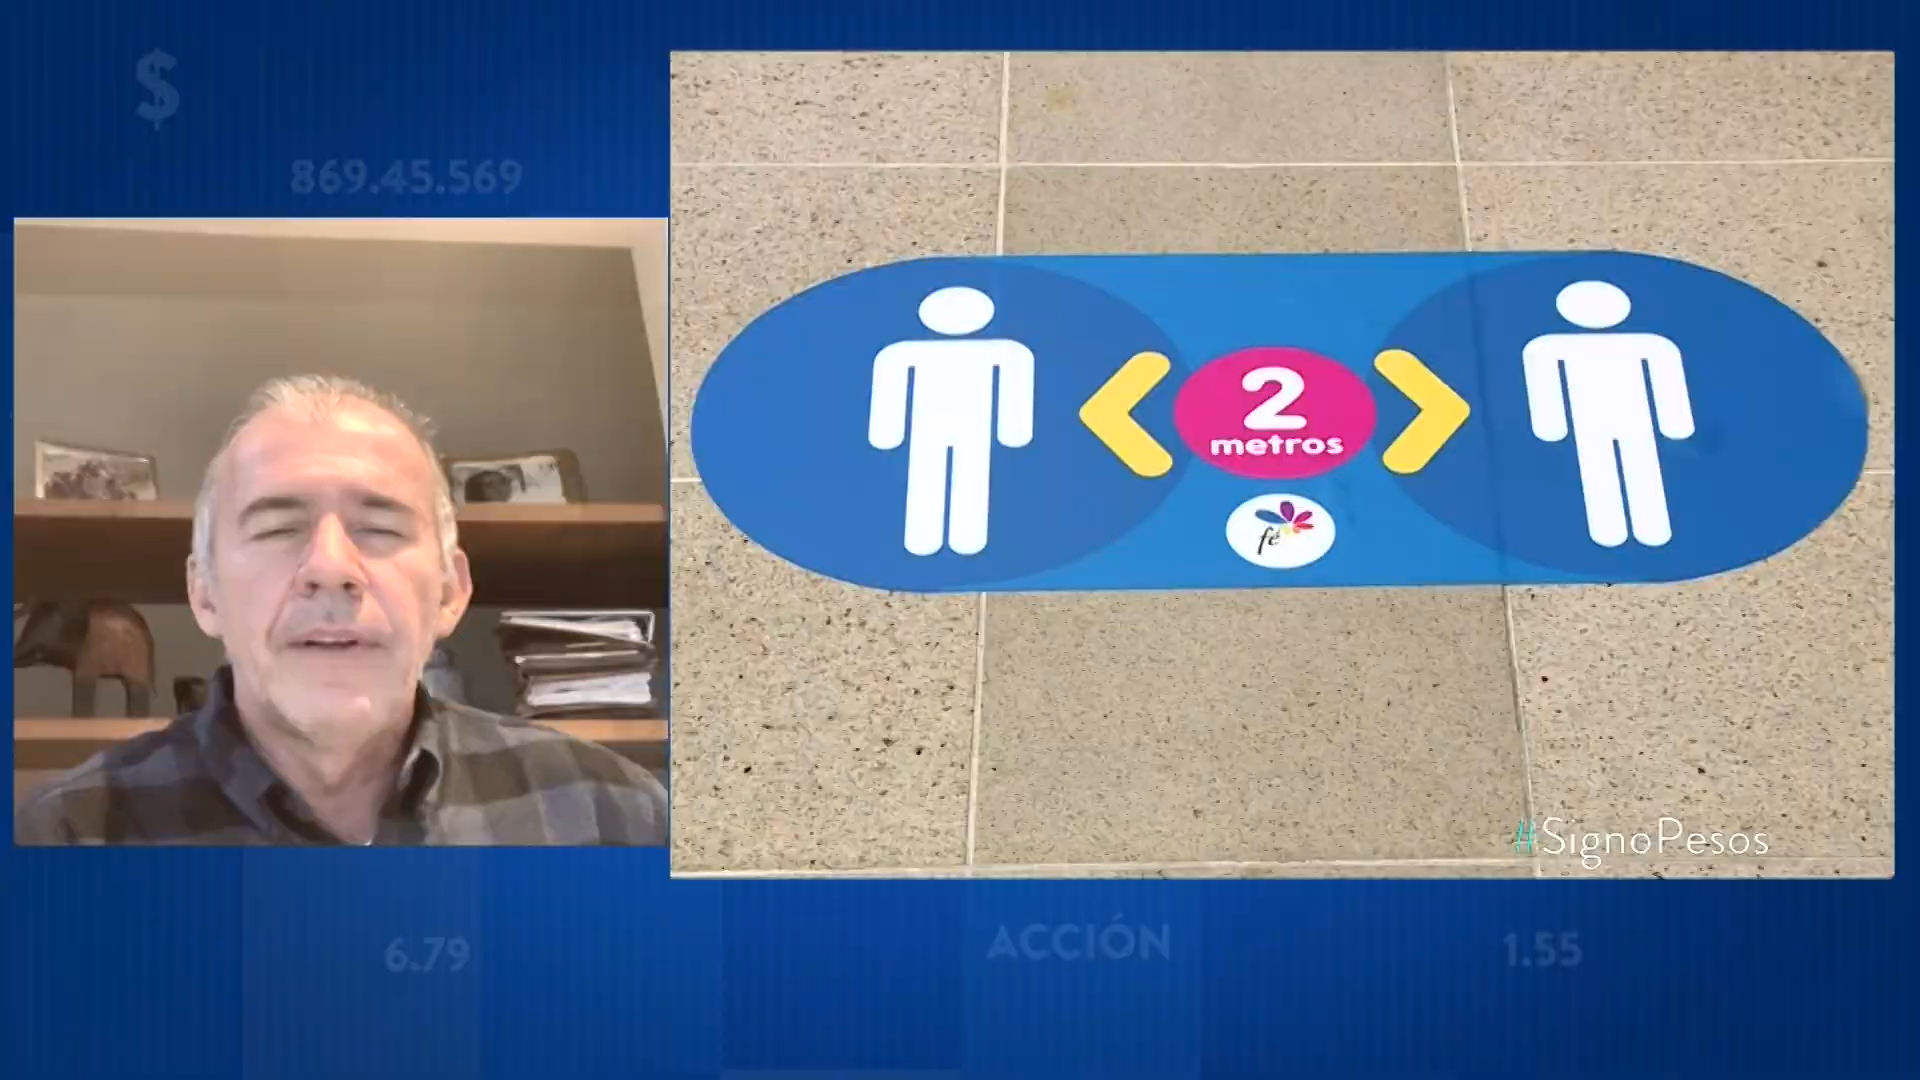 $
869.45.569
2
metros
fé
#SignoPesos
6.79
ACCIÓN
1.55